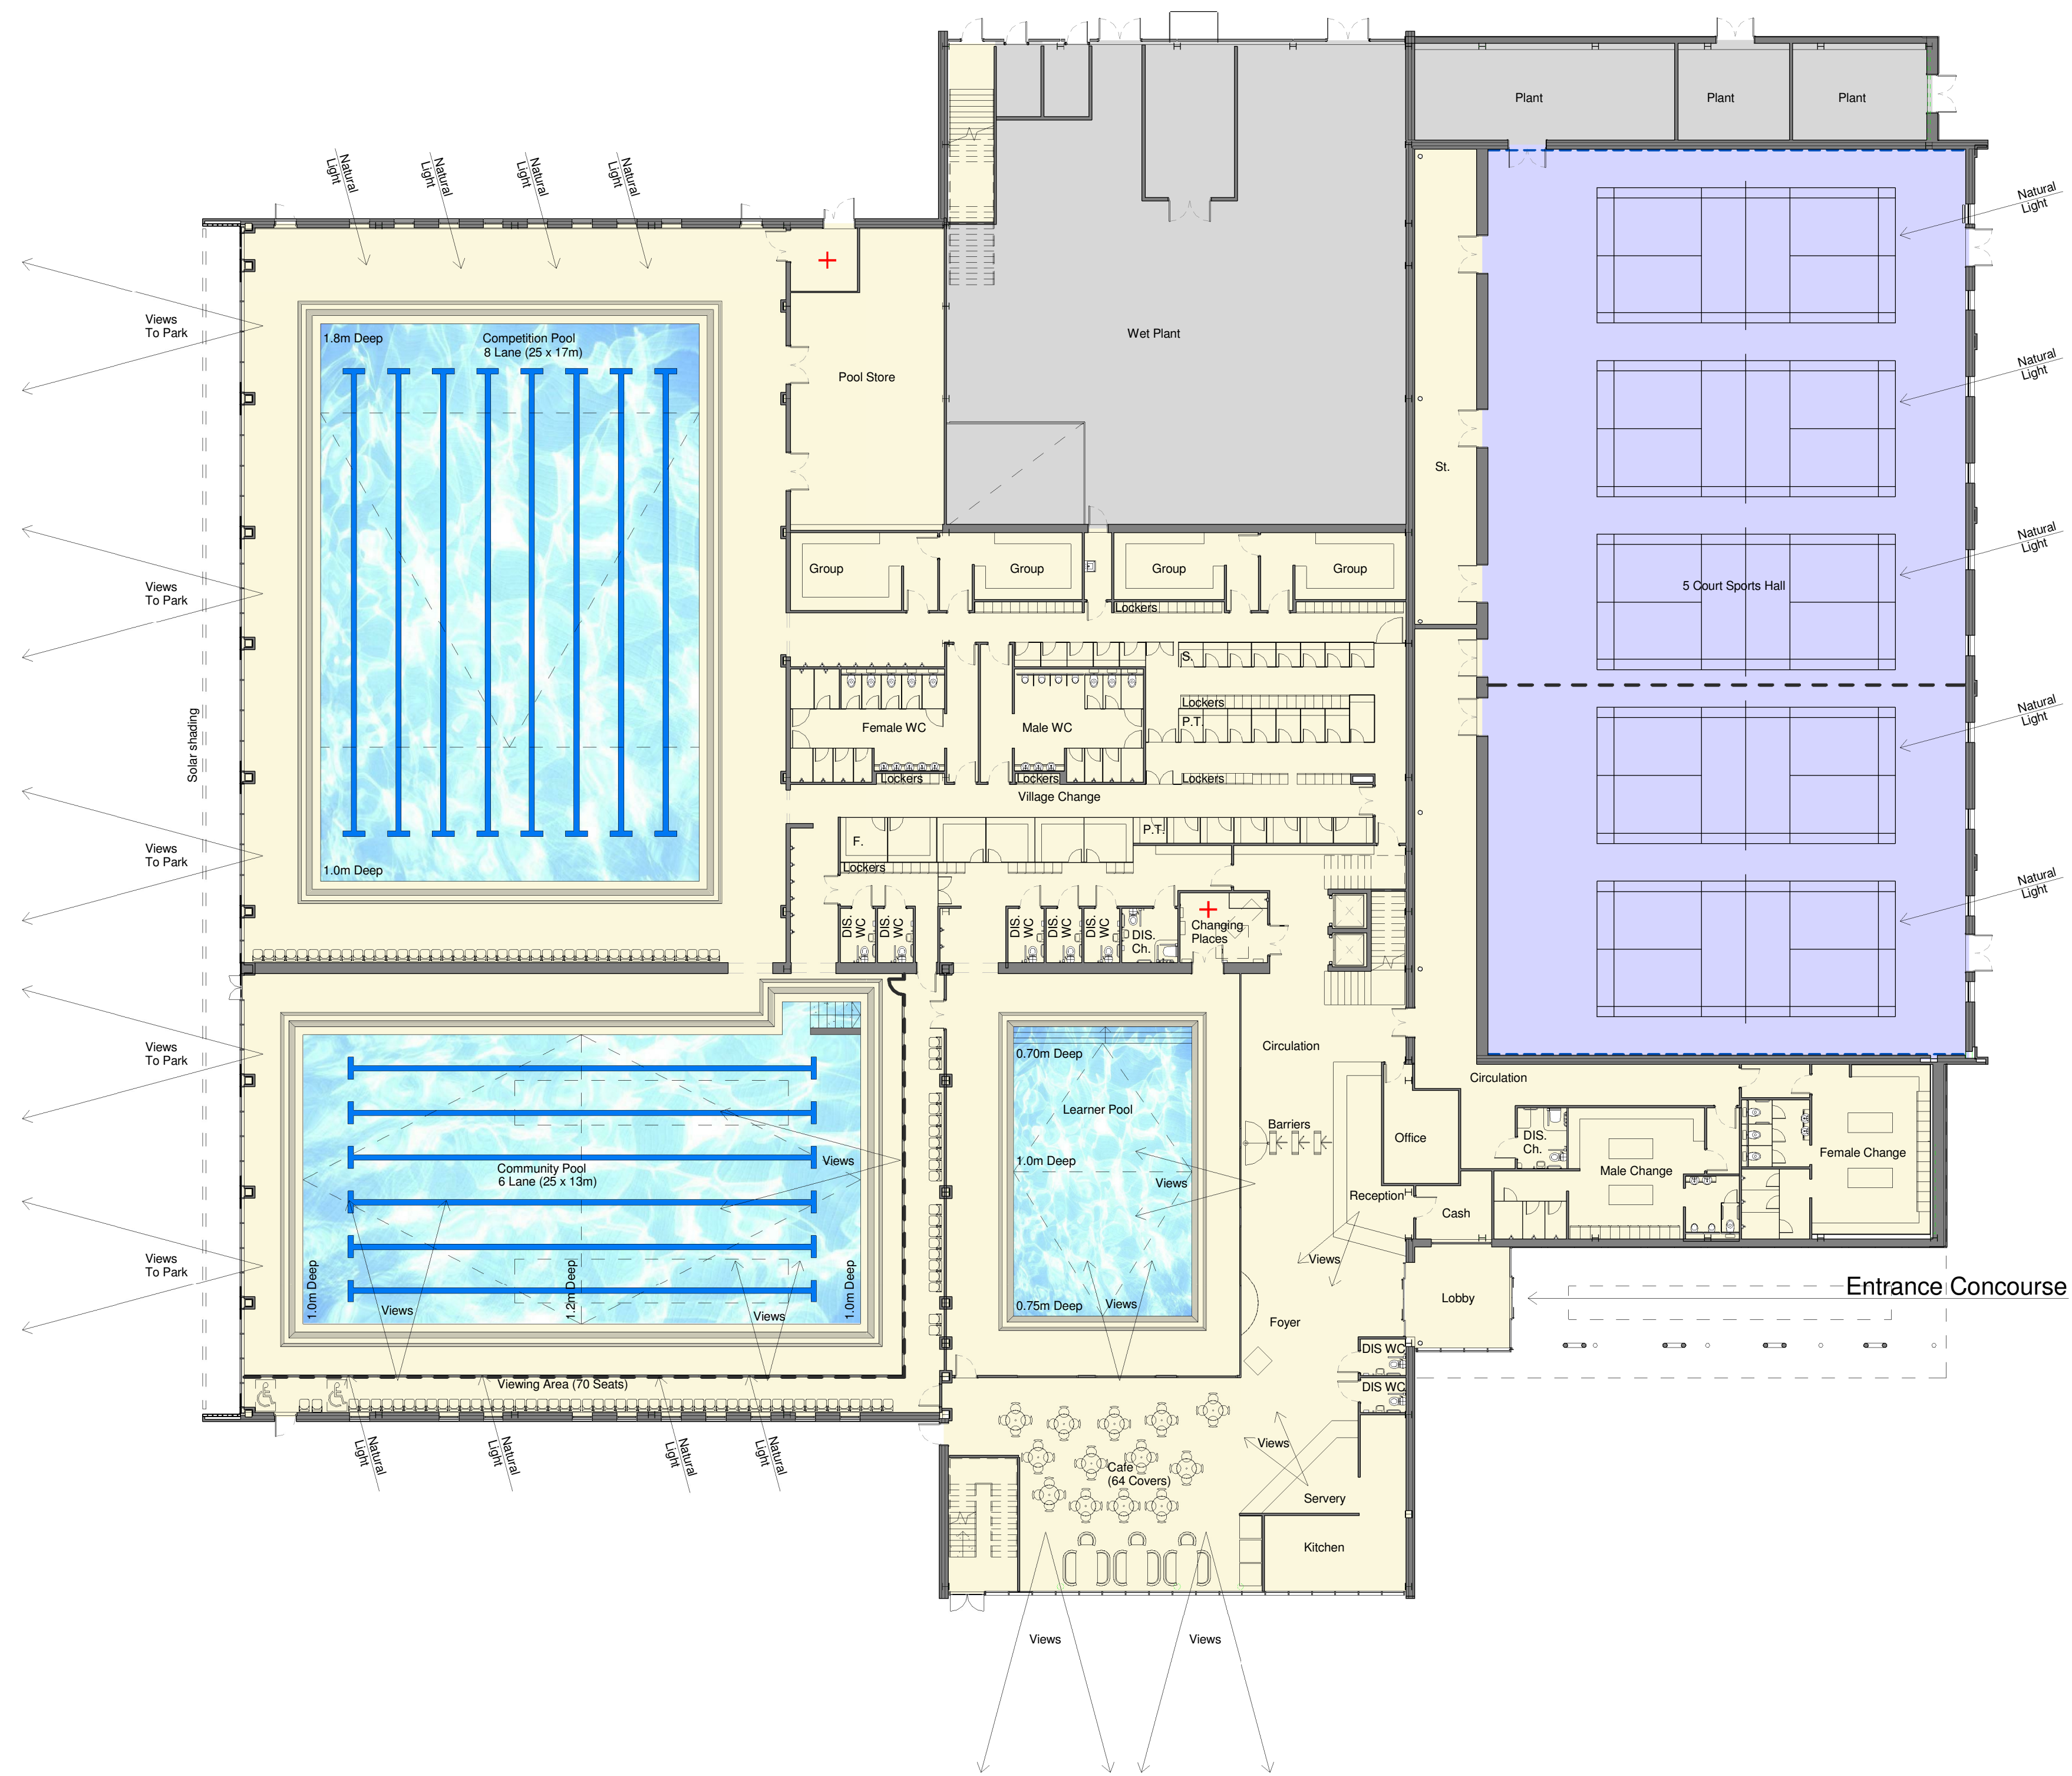 Plant
Plant
Plant
Natural
Light
Natural
Light
Natural
Light
Natural
Light
Natural
Light
Views
To Park
1.8m Deep
Competition Pool
8 Lane (25 x 17m)
Wet Plant
Pool Store
Natural
Light
St.
Group
Group
Group
Group
Natural
Light
5 Court Sports Hall
Views
To Park
Lockers
S.
Lockers
P.T.
Female WC
Male WC
Natural
Light
Solar shading
Lockers
Lockers
Lockers
Village Change
P.T.
F.
Views
To Park
1.0m Deep
Lockers
Natural
Light
DIS.
WC
DIS.
WC
DIS.
WC
DIS.
WC
DIS.
WC
DIS.
Ch.
Changing
Places
Views
To Park
0.70m Deep
Circulation
Circulation
Learner Pool
Barriers
Office
DIS.
Ch.
Female Change
Male Change
Views
1.0m Deep
Community Pool
6 Lane (25 x 13m)
Views
Reception
Cash
Views
To Park
Views
1.0m Deep
1.2m Deep
1.0m Deep
Entrance Concourse
Lobby
Views
Views
0.75m Deep
Views
Foyer
DIS WC
Viewing Area (70 Seats)
DIS WC
Natural
Light
Natural
Light
Natural
Light
Natural
Light
Views
Cafe
(64 Covers)
Servery
Kitchen
Views
Views